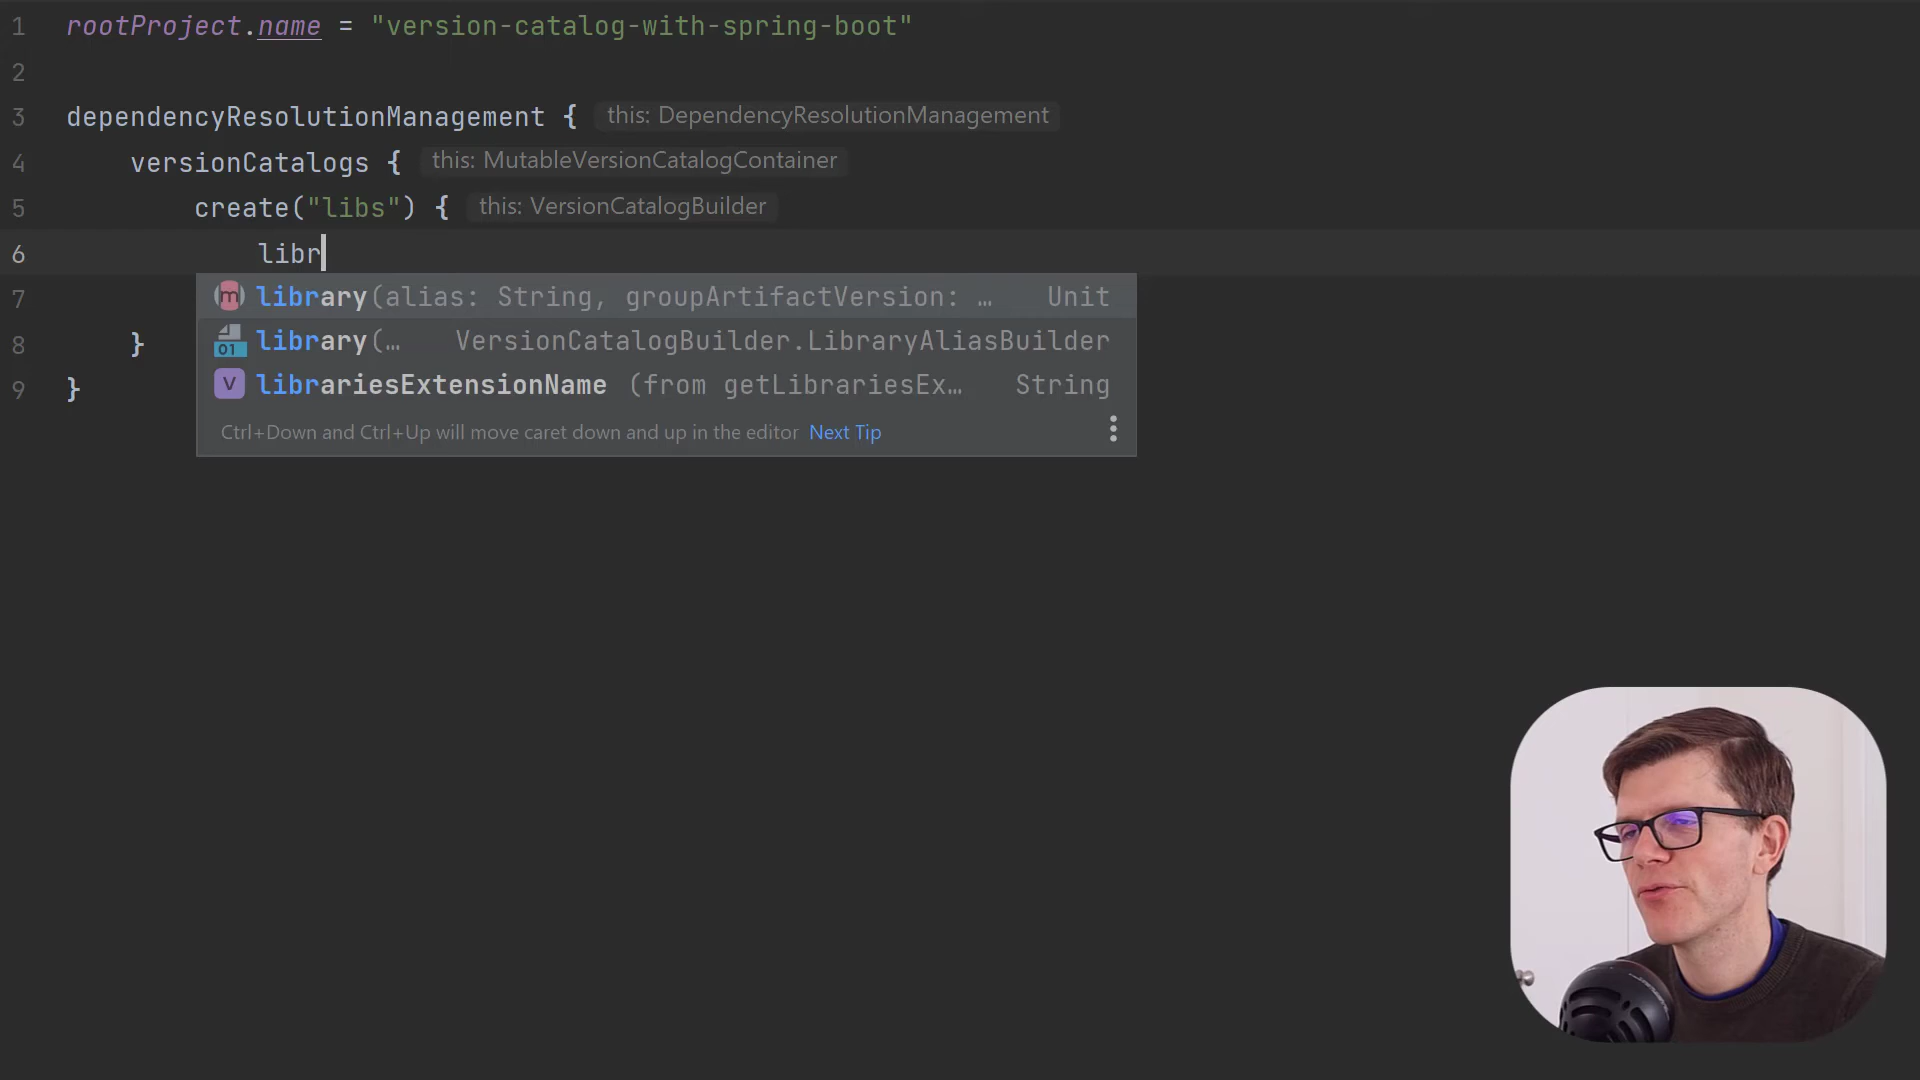 1 rootProject.name = "version-catalog-with-spring-boot"
2
3 dependencyResolutionManagement { this: DependencyResolutionManagement
4 versionCatalogs { this: MutableVersionCatalogContainer
5 create("libs") { this: VersionCatalogBuilder
6 libr
7
m library(alias: String, groupArtifactVersion: … Unit
01 library(… VersionCatalogBuilder.LibraryAliasBuilder
8 }
V librariesExtensionName (from getLibrariesEx… String
9 }
Ctrl+Down and Ctrl+Up will move caret down and up in the editor Next Tip